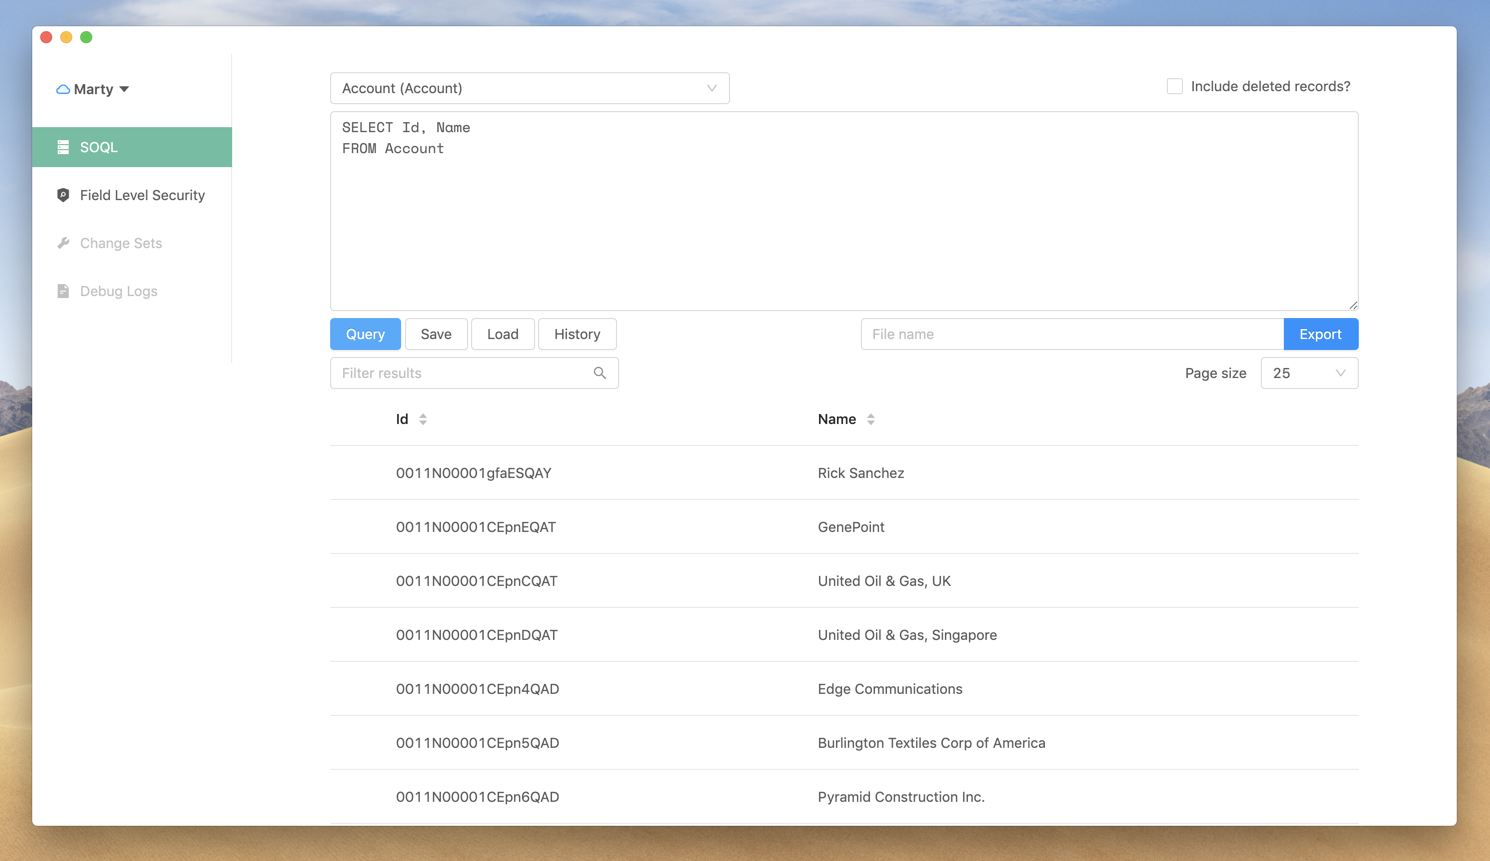 Marty
SOQL
Field Level Security
Change Sets
Debug Logs
Account (Account)
Include deleted records?
SELECT Id, Name
FROM Account
Query
Save
Load
History
File name
Export
Filter results
Page size
25
Id
Name
0011N00001gfaESQAY
Rick Sanchez
0011N00001CEpnEQAT
GenePoint
0011N00001CEpnCQAT
United Oil & Gas, UK
0011N00001CEpnDQAT
United Oil & Gas, Singapore
0011N00001CEpn4QAD
Edge Communications
0011N00001CEpn5QAD
Burlington Textiles Corp of America
0011N00001CEpn6QAD
Pyramid Construction Inc.